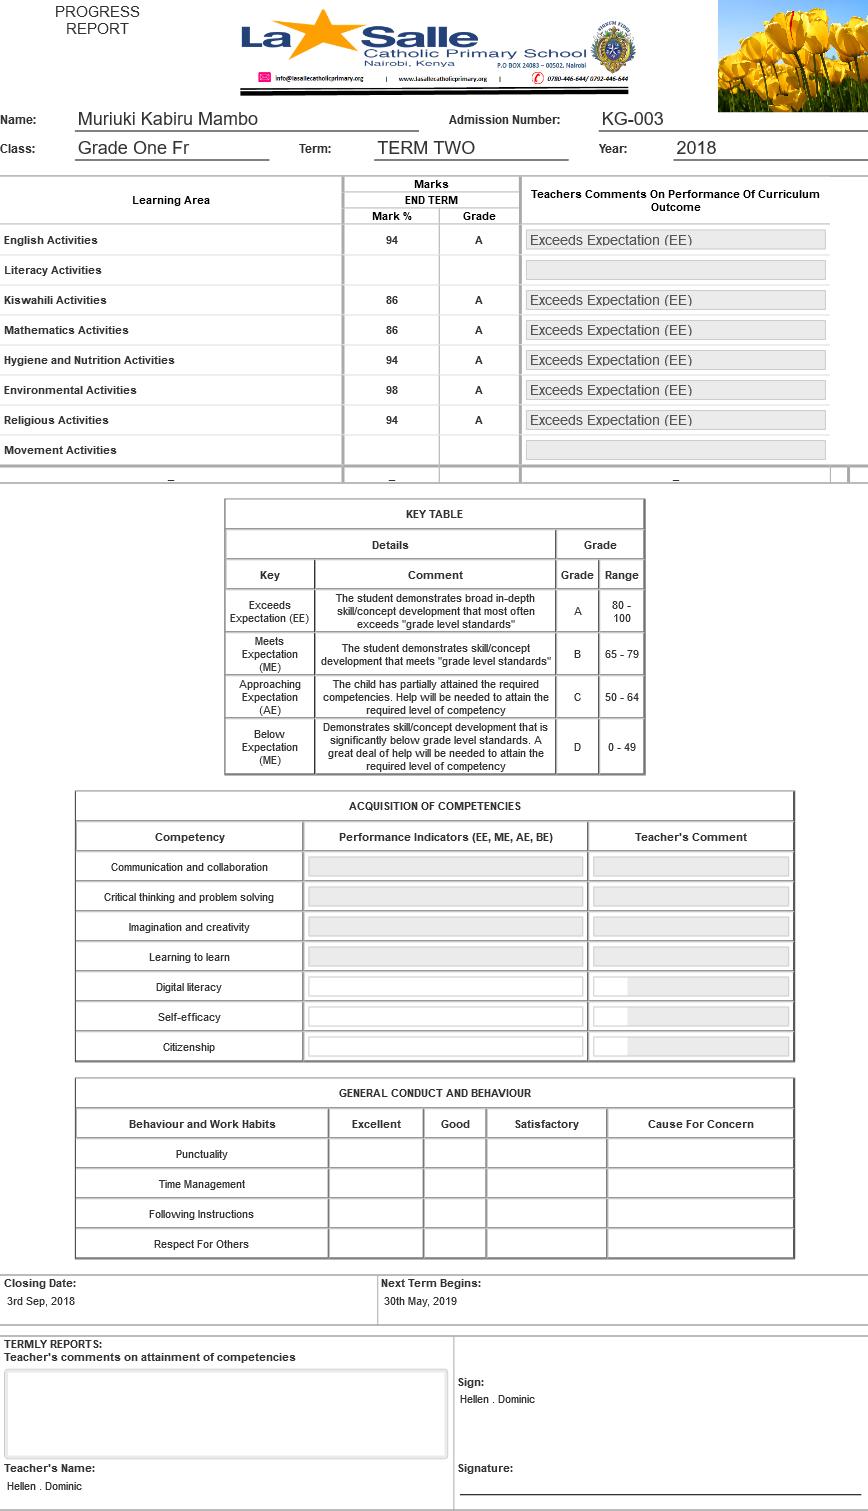 PROGRESS
REPORT
La Salle
Catholic Primary School
Nairobi, Kenya
P.O BOX 24083 – 00502, Nairobi
info@lasallecatholicprimary.org | www.lasallecatholicprimary.org | 0780-446-644/ 0792-446-644
Name: Muriuki Kabiru Mambo Admission Number: KG-003
Class: Grade One Fr Term: TERM TWO Year: 2018
Learning Area Marks Teachers Comments On Performance Of Curriculum Outcome
END TERM
Mark % Grade
English Activities 94 A Exceeds Expectation (EE)
Literacy Activities
Kiswahili Activities 86 A Exceeds Expectation (EE)
Mathematics Activities 86 A Exceeds Expectation (EE)
Hygiene and Nutrition Activities 94 A Exceeds Expectation (EE)
Environmental Activities 98 A Exceeds Expectation (EE)
Religious Activities 94 A Exceeds Expectation (EE)
Movement Activities
_ _ _
KEY TABLE
Details Grade
Key Comment Grade Range
Exceeds Expectation (EE) The student demonstrates broad in-depth skill/concept development that most often exceeds "grade level standards" A 80 - 100
Meets Expectation (ME) The student demonstrates skill/concept development that meets "grade level standards" B 65 - 79
Approaching Expectation (AE) The child has partially attained the required competencies. Help will be needed to attain the required level of competency C 50 - 64
Below Expectation (ME) Demonstrates skill/concept development that is significantly below grade level standards. A great deal of help will be needed to attain the required level of competency D 0 - 49
ACQUISITION OF COMPETENCIES
Competency Performance Indicators (EE, ME, AE, BE) Teacher's Comment
Communication and collaboration
Critical thinking and problem solving
Imagination and creativity
Learning to learn
Digital literacy
Self-efficacy
Citizenship
GENERAL CONDUCT AND BEHAVIOUR
Behaviour and Work Habits Excellent Good Satisfactory Cause For Concern
Punctuality
Time Management
Following Instructions
Respect For Others
Closing Date: Next Term Begins:
3rd Sep, 2018 30th May, 2019
TERMLY REPORTS:
Teacher's comments on attainment of competencies
Sign:
Hellen . Dominic
Teacher's Name: Signature:
Hellen . Dominic